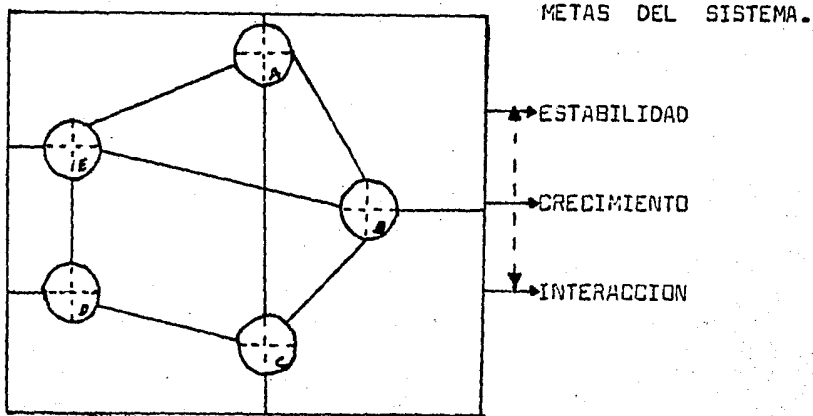 METAS DEL SISTEMA.
A
ESTABILIDAD
E
CRECIMIENTO
B
INTERACCION
D
C